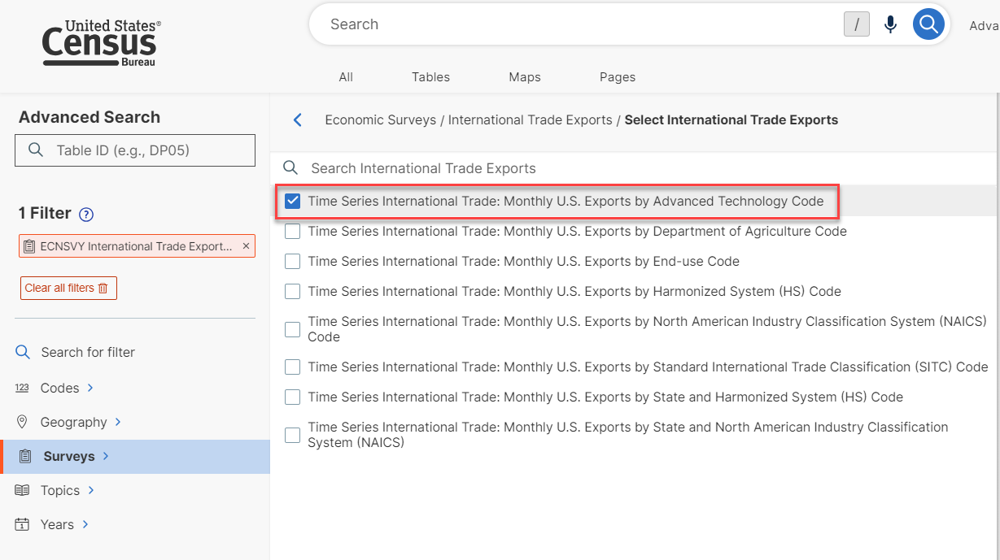 United States®
Census
Bureau
Search
/
Adva
All
Tables
Maps
Pages
Advanced Search
Table ID (e.g., DP05)
1 Filter ?
ECNSVY International Trade Export... ×
Clear all filters
Search for filter
123 Codes
Geography
Surveys
Topics
1 Years
Economic Surveys / International Trade Exports / Select International Trade Exports
Search International Trade Exports
Time Series International Trade: Monthly U.S. Exports by Advanced Technology Code
Time Series International Trade: Monthly U.S. Exports by Department of Agriculture Code
Time Series International Trade: Monthly U.S. Exports by End-use Code
Time Series International Trade: Monthly U.S. Exports by Harmonized System (HS) Code
Time Series International Trade: Monthly U.S. Exports by North American Industry Classification System (NAICS)
Code
Time Series International Trade: Monthly U.S. Exports by Standard International Trade Classification (SITC) Code
Time Series International Trade: Monthly U.S. Exports by State and Harmonized System (HS) Code
Time Series International Trade: Monthly U.S. Exports by State and North American Industry Classification
System (NAICS)